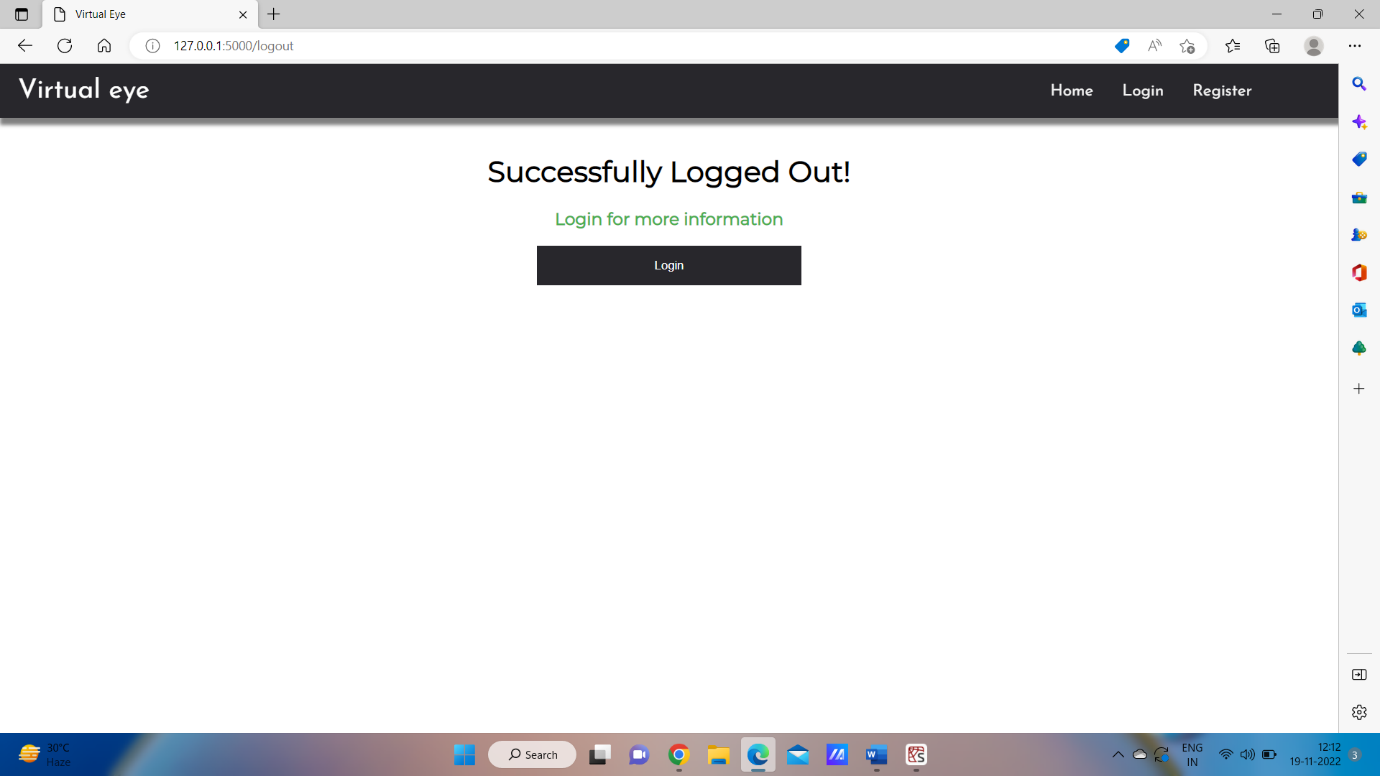 Virtual Eye
127.0.0.1:5000/logout
Virtual eye
Home Login Register
Successfully Logged Out!
Login for more information
Login
30°C
Haze
Search
ENG
IN
12:12
19-11-2022
3